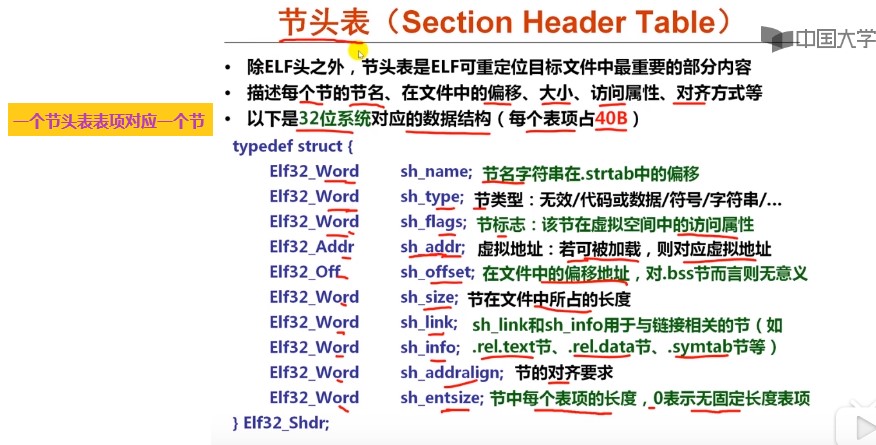 节头表（Section Header Table）
中国大学
• 除ELF头之外，节头表是ELF可重定位目标文件中最重要的部分内容
• 描述每个节的节名、在文件中的偏移、大小、访问属性、对齐方式等
一个节头表表项对应一个节
• 以下是32位系统对应的数据结构（每个表项占40B）
typedef struct {
Elf32_Word sh_name; 节名字符串在.strtab中的偏移
Elf32_Word sh_type; 节类型：无效/代码或数据/符号/字符串/...
Elf32_Word sh_flags; 节标志：该节在虚拟空间中的访问属性
Elf32_Addr sh_addr; 虚拟地址：若可被加载，则对应虚拟地址
Elf32_Off sh_offset; 在文件中的偏移地址，对.bss节而言则无意义
Elf32_Word sh_size; 节在文件中所占的长度
Elf32_Word sh_link; sh_link和sh_info用于与链接相关的节（如
Elf32_Word sh_info; .rel.text节、.rel.data节、.symtab节等）
Elf32_Word sh_addralign; 节的对齐要求
Elf32_Word sh_entsize; 节中每个表项的长度，0表示无固定长度表项
} Elf32_Shdr;